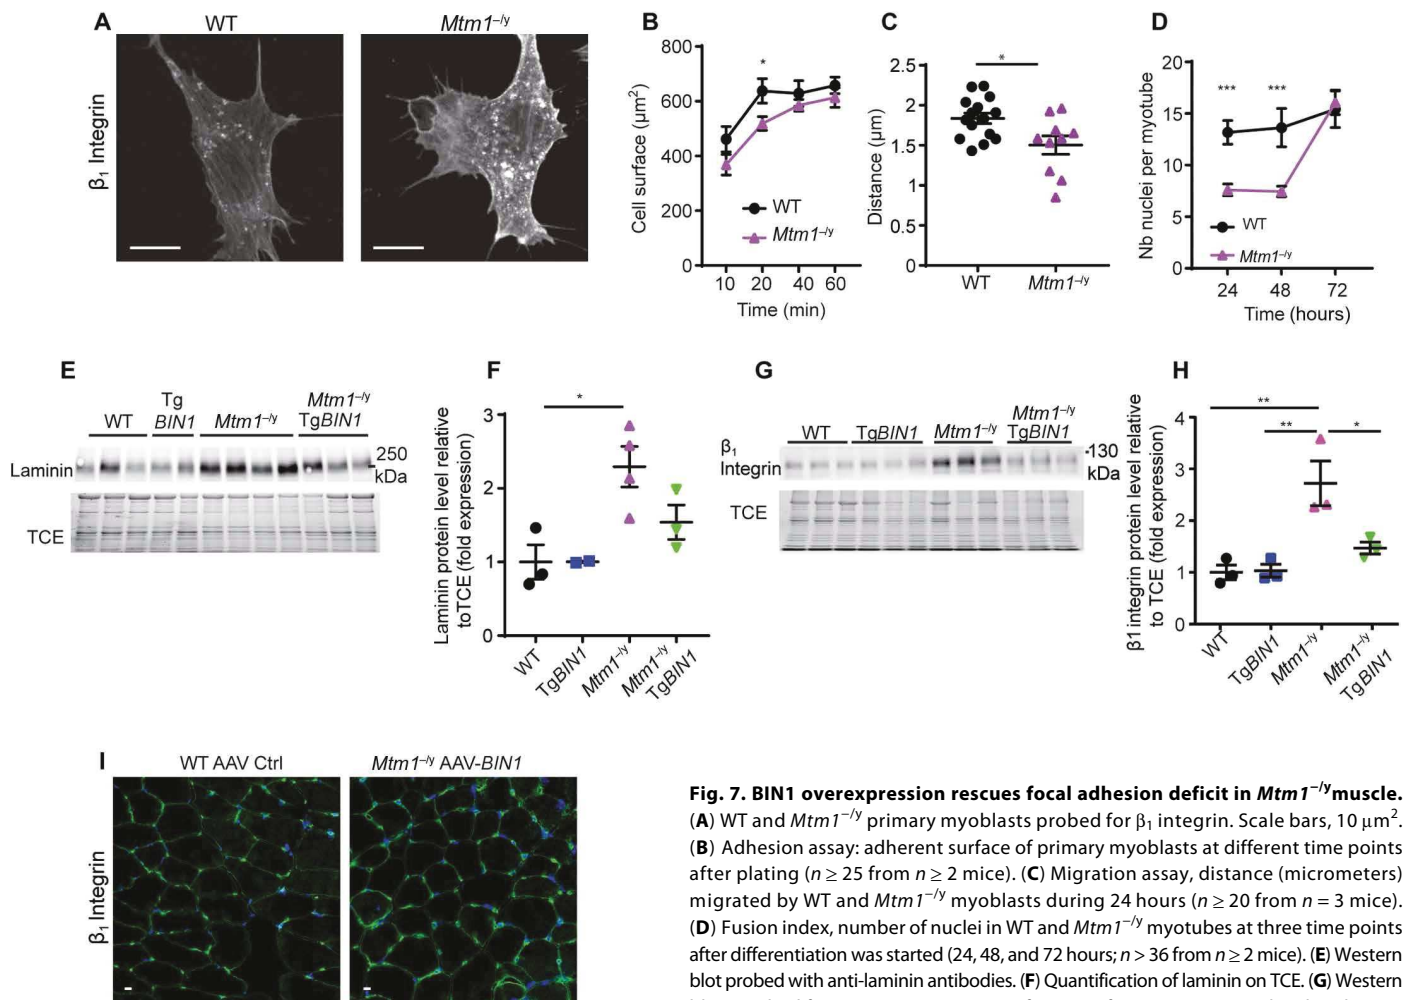 A
WT
Mtm1–/y
β1 Integrin
B
Cell surface (µm2)
800
600
400
200
0
*
WT
Mtm1–/y
10 20 40 60
Time (min)
C
Distance (µm)
2.5
2
1.5
1
0.5
0
*
WT Mtm1–/y
D
Nb nuclei per myotube
20
15
10
5
0
*** ***
WT
Mtm1–/y
24 48 72
Time (hours)
E
WT
Tg BIN1
Mtm1–/y
Mtm1–/y TgBIN1
Laminin
250 kDa
TCE
F
Laminin protein level relative
toTCE (fold expression)
3
2
1
0
*
WT
TgBIN1
Mtm1–/y
Mtm1–/y TgBIN1
G
WT
TgBIN1
Mtm1–/y
Mtm1–/y TgBIN1
β1 Integrin
-130 kDa
TCE
H
β1 integrin protein level relative
to TCE (fold expression)
4
3
2
1
0
**
** *
WT
TgBIN1
Mtm1–/y
Mtm1–/y TgBIN1
I
WT AAV Ctrl
Mtm1–/y AAV-BIN1
β1 Integrin
Fig. 7. BIN1 overexpression rescues focal adhesion deficit in Mtm1–/y muscle.
(A) WT and Mtm1–/y primary myoblasts probed for β1 integrin. Scale bars, 10 µm2.
(B) Adhesion assay: adherent surface of primary myoblasts at different time points
after plating (n ≥ 25 from n ≥ 2 mice). (C) Migration assay, distance (micrometers)
migrated by WT and Mtm1–/y myoblasts during 24 hours (n ≥ 20 from n = 3 mice).
(D) Fusion index, number of nuclei in WT and Mtm1–/y myotubes at three time points
after differentiation was started (24, 48, and 72 hours; n > 36 from n ≥ 2 mice). (E) Western
blot probed with anti-laminin antibodies. (F) Quantification of laminin on TCE. (G) Western